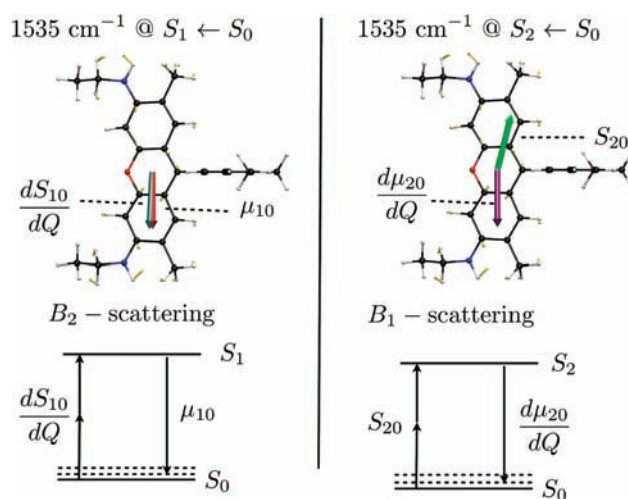 1535 cm⁻¹ @ S₁ ← S₀
dS₁₀
dQ
μ₁₀
B₂ − scattering
S₁
dS₁₀
dQ
μ₁₀
S₀
1535 cm⁻¹ @ S₂ ← S₀
S₂₀
dμ₂₀
dQ
B₁ − scattering
S₂
S₂₀
dμ₂₀
dQ
S₀